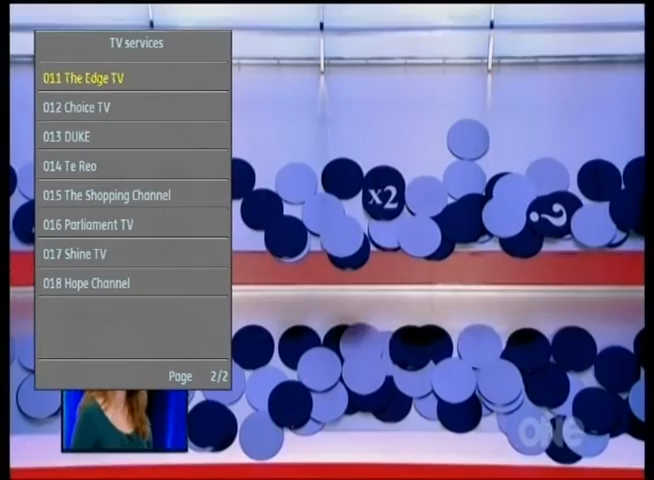 TV services
011 The Edge TV
012 Choice TV
013 DUKE
014 Te Reo
015 The Shopping Channel
016 Parliament TV
017 Shine TV
018 Hope Channel
Page 2/2
x2
?
ONE